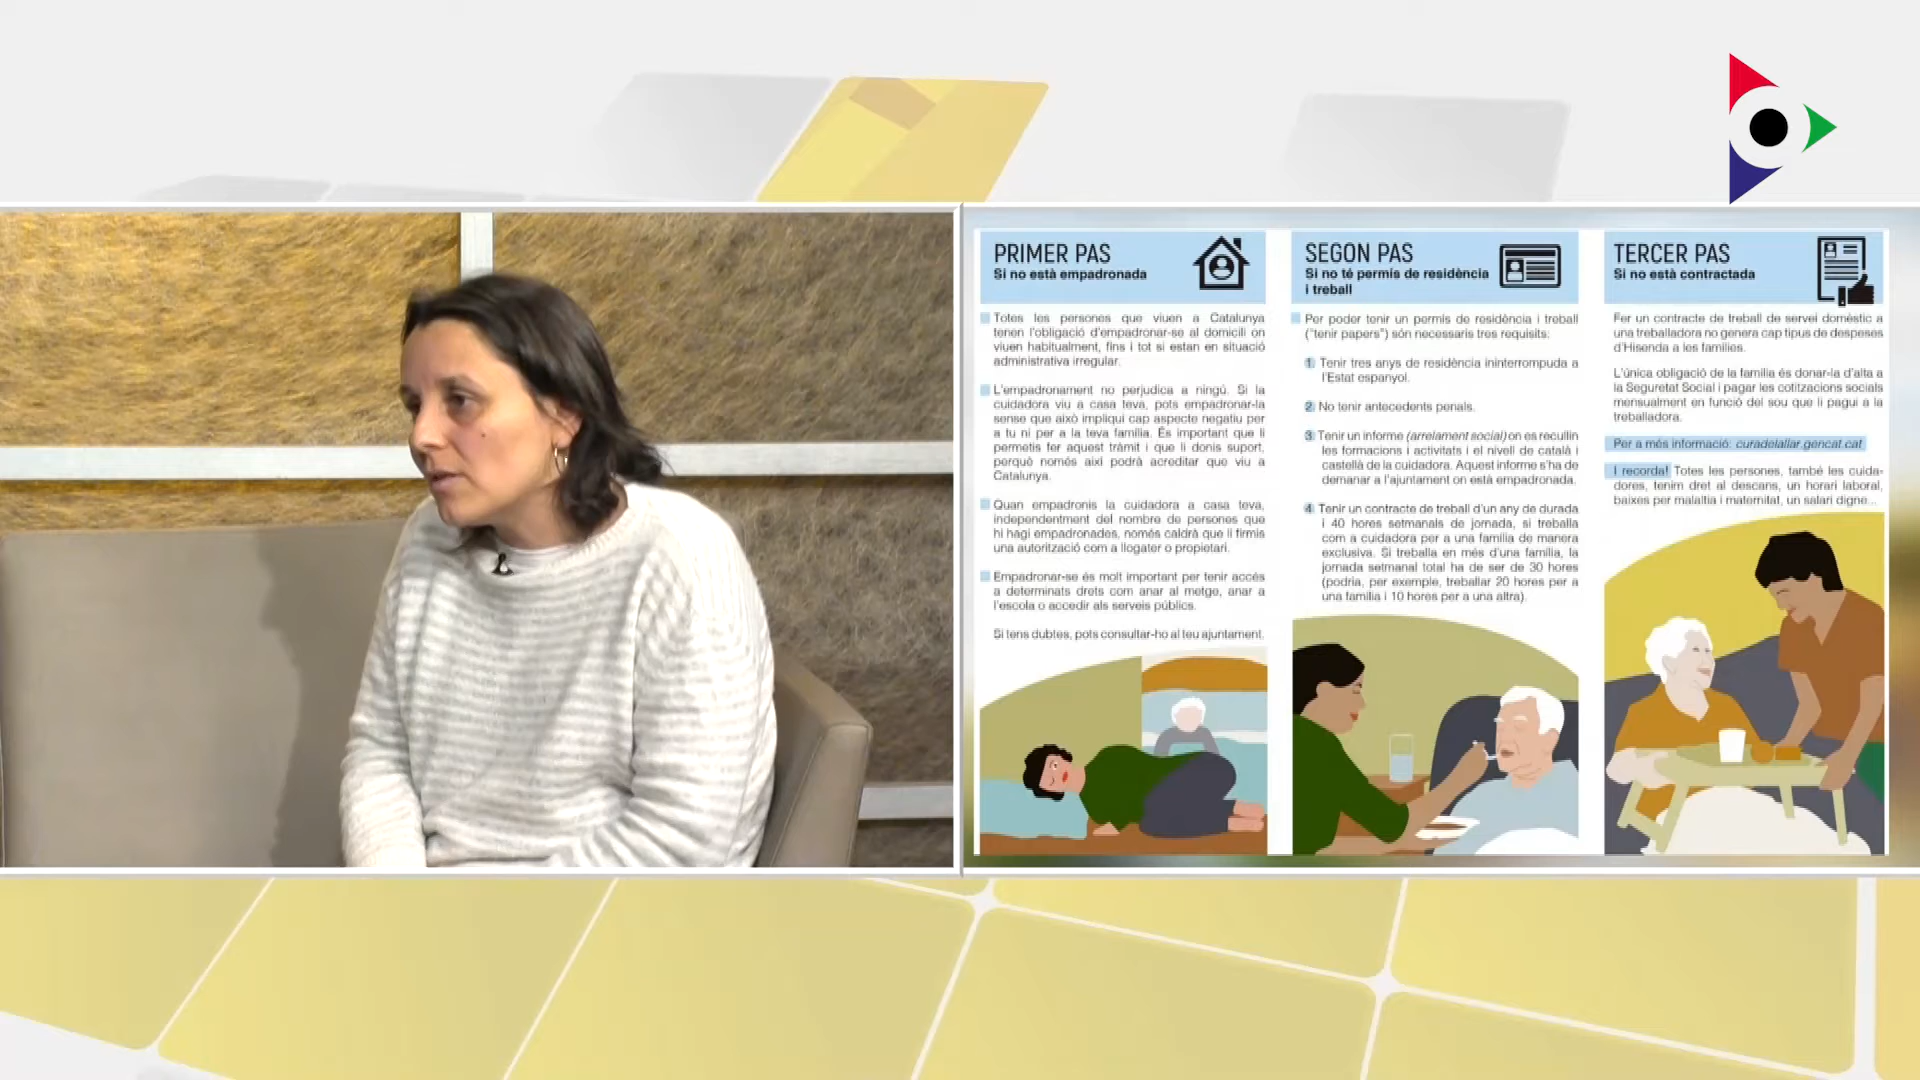 PRIMER PAS
Si no està empadronada
Totes les persones que viuen a Catalunya
tenen l'obligació d'empadronar-se al domicili on
viuen habitualment, fins i tot si estan en situació
administrativa irregular.
L'empadronament no perjudica a ningú. Si la
cuidadora viu a casa teva, pots empadronar-la
sense que això impliqui cap aspecte negatiu per
a tu ni per a la teva família. És important que li
permetis fer aquest tràmit i que li donis suport,
perquè només així podrà acreditar que viu a
Catalunya.
Quan empadronis la cuidadora a casa teva,
independentment del nombre de persones que
hi hagi empadronades, només caldrà que li firmis
una autorització com a llogater o propietari.
Empadronar-se és molt important per tenir accés
a determinats drets com anar al metge, anar a
l'escola o accedir als serveis públics.
Si tens dubtes, pots consultar-ho al teu ajuntament.
SEGON PAS
Si no té permís de residència
i treball
Per poder tenir un permís de residència i treball
("tenir papers") són necessaris tres requisits:
1. Tenir tres anys de residència ininterrompuda a
l'Estat espanyol.
2. No tenir antecedents penals.
3. Tenir un informe (arrelament social) on es recullin
les formacions i activitats i el nivell de català i
castellà de la cuidadora. Aquest informe s'ha de
demanar a l'ajuntament on està empadronada.
4. Tenir un contracte de treball d'un any de durada
i 40 hores setmanals de jornada, si treballa
com a cuidadora per a una família de manera
exclusiva. Si treballa en més d'una família, la
jornada setmanal total ha de ser de 30 hores
(podria, per exemple, treballar 20 hores per a
una família i 10 hores per a una altra).
TERCER PAS
Si no està contractada
Fer un contracte de treball de servei domèstic a
una treballadora no genera cap tipus de despeses
d'Hisenda a les famílies.
L'única obligació de la família és donar-la d'alta a
la Seguretat Social i pagar les cotitzacions socials
mensualment en funció del sou que li pagui a la
treballadora.
Per a més informació: curadelallar.gencat.cat
I recorda! Totes les persones, també les cuida-
dores, tenim dret al descans, un horari laboral,
baixes per malaltia i maternitat, un salari digne...